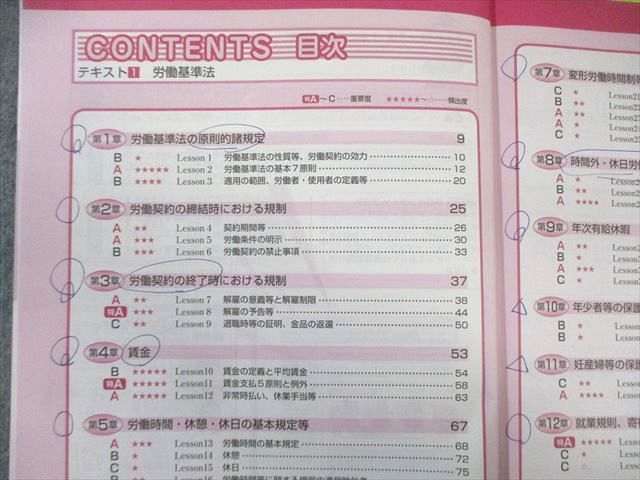 CONTENTS 目次
テキスト1 労働基準法
特A～C……重要度 ★★★★★～☆……頻出度
第1章 労働基準法の原則的諸規定 9
B ★ Lesson 1 労働基準法の性質等、労働契約の効力 10
A ★★★★★ Lesson 2 労働基準法の基本7原則 12
B ★★★★ Lesson 3 適用の範囲、労働者・使用者の定義等 20
第2章 労働契約の締結時における規制 25
A ★★ Lesson 4 契約期間等 26
A ★★★ Lesson 5 労働条件の明示 30
B ★★★ Lesson 6 労働契約の禁止事項 33
第3章 労働契約の終了時における規制 37
A ★★ Lesson 7 解雇の意義等と解雇制限 38
特A ★★★ Lesson 8 解雇の予告等 44
C ★★ Lesson 9 退職時等の証明、金品の返還 50
第4章 賃金 53
B ★★★★★ Lesson10 賃金の定義と平均賃金 54
特A ★★★★★ Lesson11 賃金支払5原則と例外 58
A ★★★★★ Lesson12 非常時払い、休業手当等 63
第5章 労働時間・休憩・休日の基本規定等 67
A ★★★ Lesson13 労働時間の基本規定 68
B ★ Lesson14 休憩 72
C ★ Lesson15 休日 75
第7章 変形労働時間制
C ★ Lesson21
B ★★ Lesson2
A ★★ Lesson2
第8章 時間外・休日労
第9章 年次有給休暇
第10章 年少者等の保護
第11章 妊産婦等の保
第12章 就業規則、寄
特A ★★★★★ Lesson